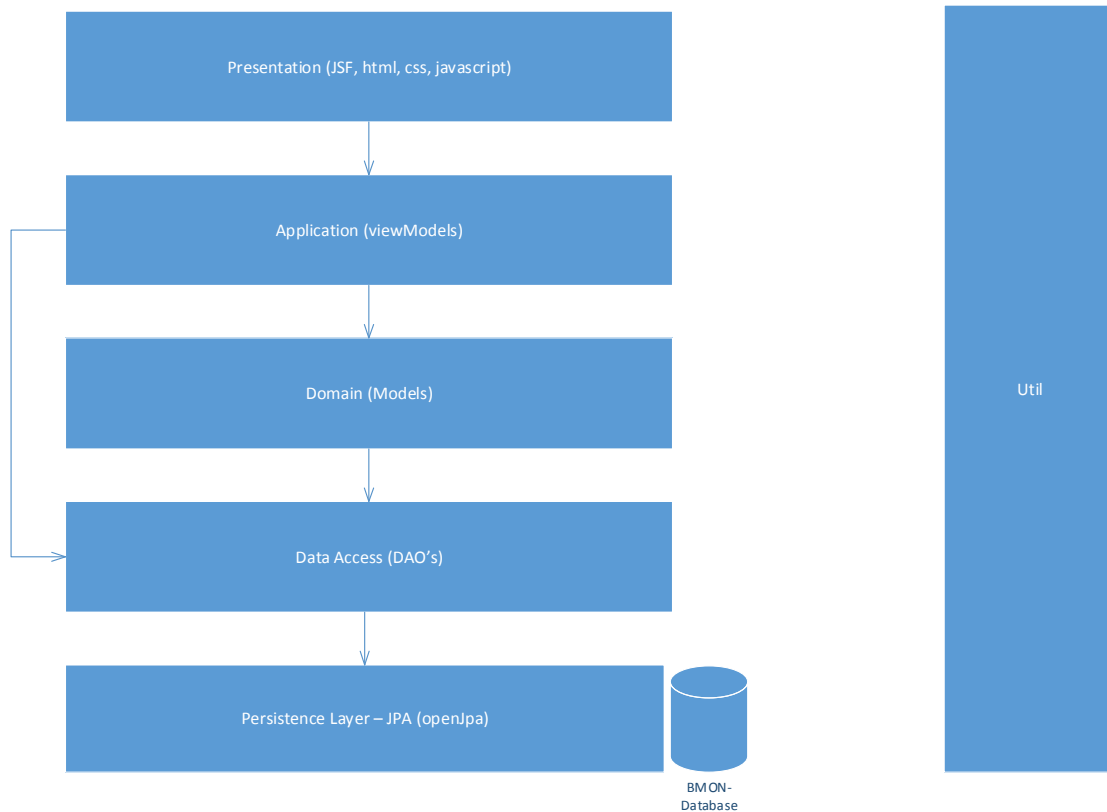 Presentation (JSF, html, css, javascript)
Application (viewModels)
Domain (Models)
Util
Data Access (DAO’s)
Persistence Layer – JPA (openJpa)
BMON-
Database